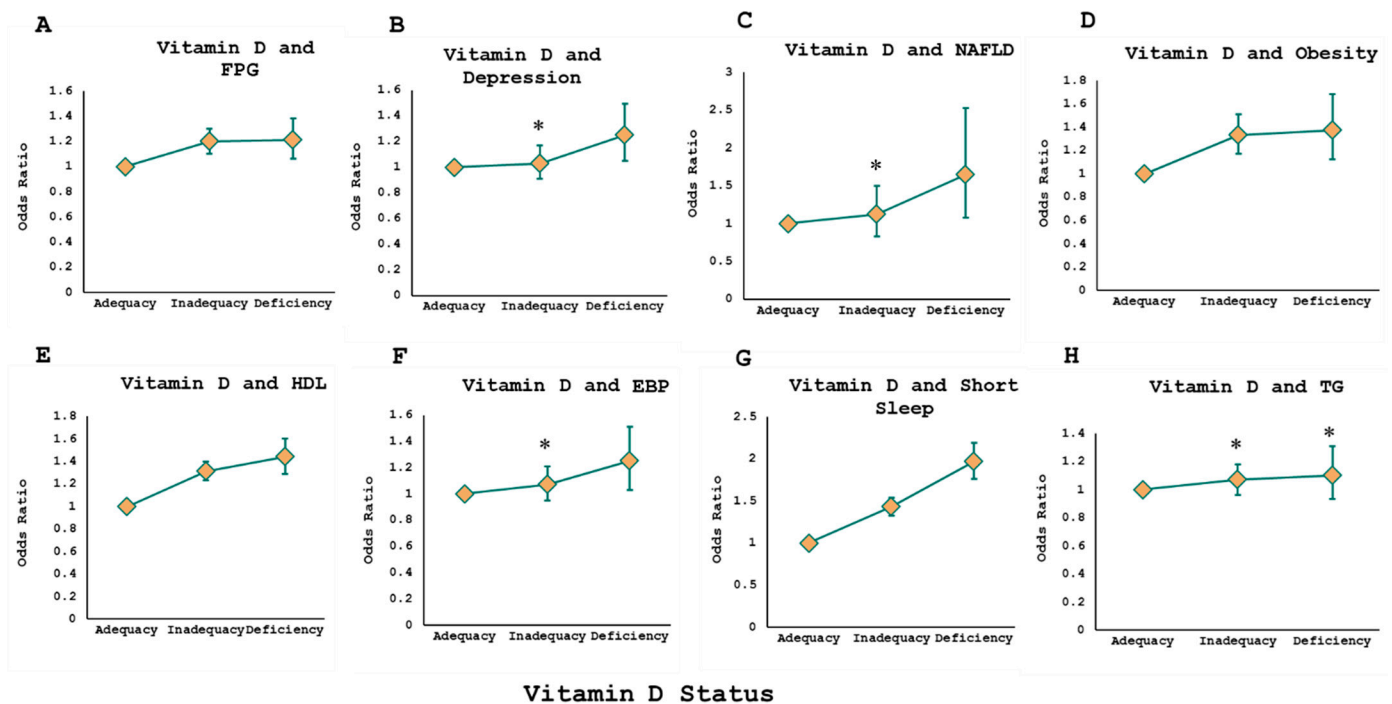 A
Vitamin D and
FPG
Odds Ratio
1.6
1.4
1.2
1
0.8
0.6
0.4
0.2
0
Adequacy Inadequacy Deficiency
B
Vitamin D and
Depression
Odds Ratio
1.6
1.4
1.2
1
0.8
0.6
0.4
0.2
0
*
Adequacy Inadequacy Deficiency
C
Vitamin D and NAFLD
Odds Ratio
3
2.5
2
1.5
1
0.5
0
*
Adequacy Inadequacy Deficiency
D
Vitamin D and Obesity
Odds Ratio
1.8
1.6
1.4
1.2
1
0.8
0.6
0.4
0.2
0
Adequacy Inadequacy Deficiency
E
Vitamin D and HDL
Odds Ratio
1.8
1.6
1.4
1.2
1
0.8
0.6
0.4
0.2
0
Adequacy Inadequacy Deficiency
F
Vitamin D and EBP
Odds Ratio
1.6
1.4
1.2
1
0.8
0.6
0.4
0.2
0
*
Adequacy Inadequacy Deficiency
G
Vitamin D and Short
Sleep
Odds Ratio
2.5
2
1.5
1
0.5
0
Adequacy Inadequacy Deficiency
H
Vitamin D and TG
Odds Ratio
1.4
1.2
1
0.8
0.6
0.4
0.2
0
* *
Adequacy Inadequacy Deficiency
Vitamin D Status